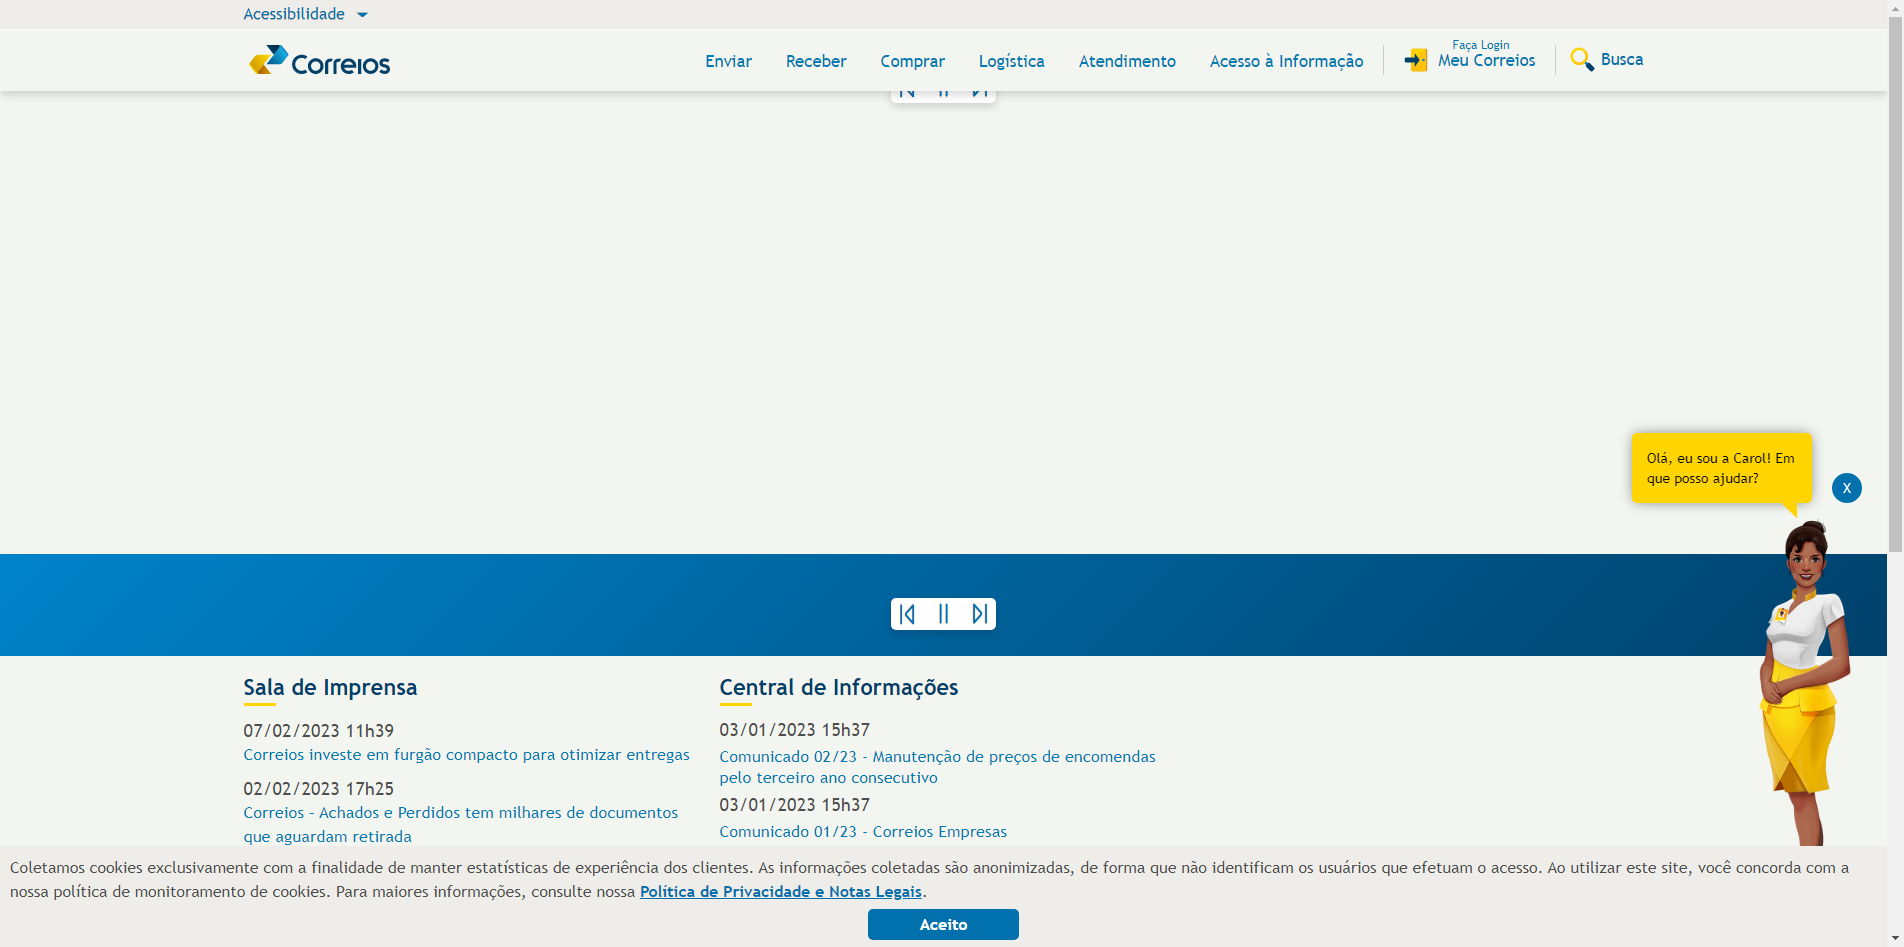 Acessibilidade
Correios
Enviar
Receber
Comprar
Logística
Atendimento
Acesso à Informação
Faça Login
Meu Correios
Busca
Olá, eu sou a Carol! Em
que posso ajudar?
X
Sala de Imprensa
07/02/2023 11h39
Correios investe em furgão compacto para otimizar entregas
02/02/2023 17h25
Correios – Achados e Perdidos tem milhares de documentos
que aguardam retirada
Central de Informações
03/01/2023 15h37
Comunicado 02/23 - Manutenção de preços de encomendas
pelo terceiro ano consecutivo
03/01/2023 15h37
Comunicado 01/23 - Correios Empresas
Coletamos cookies exclusivamente com a finalidade de manter estatísticas de experiência dos clientes. As informações coletadas são anonimizadas, de forma que não identificam os usuários que efetuam o acesso. Ao utilizar este site, você concorda com a
nossa política de monitoramento de cookies. Para maiores informações, consulte nossa Política de Privacidade e Notas Legais.
Aceito